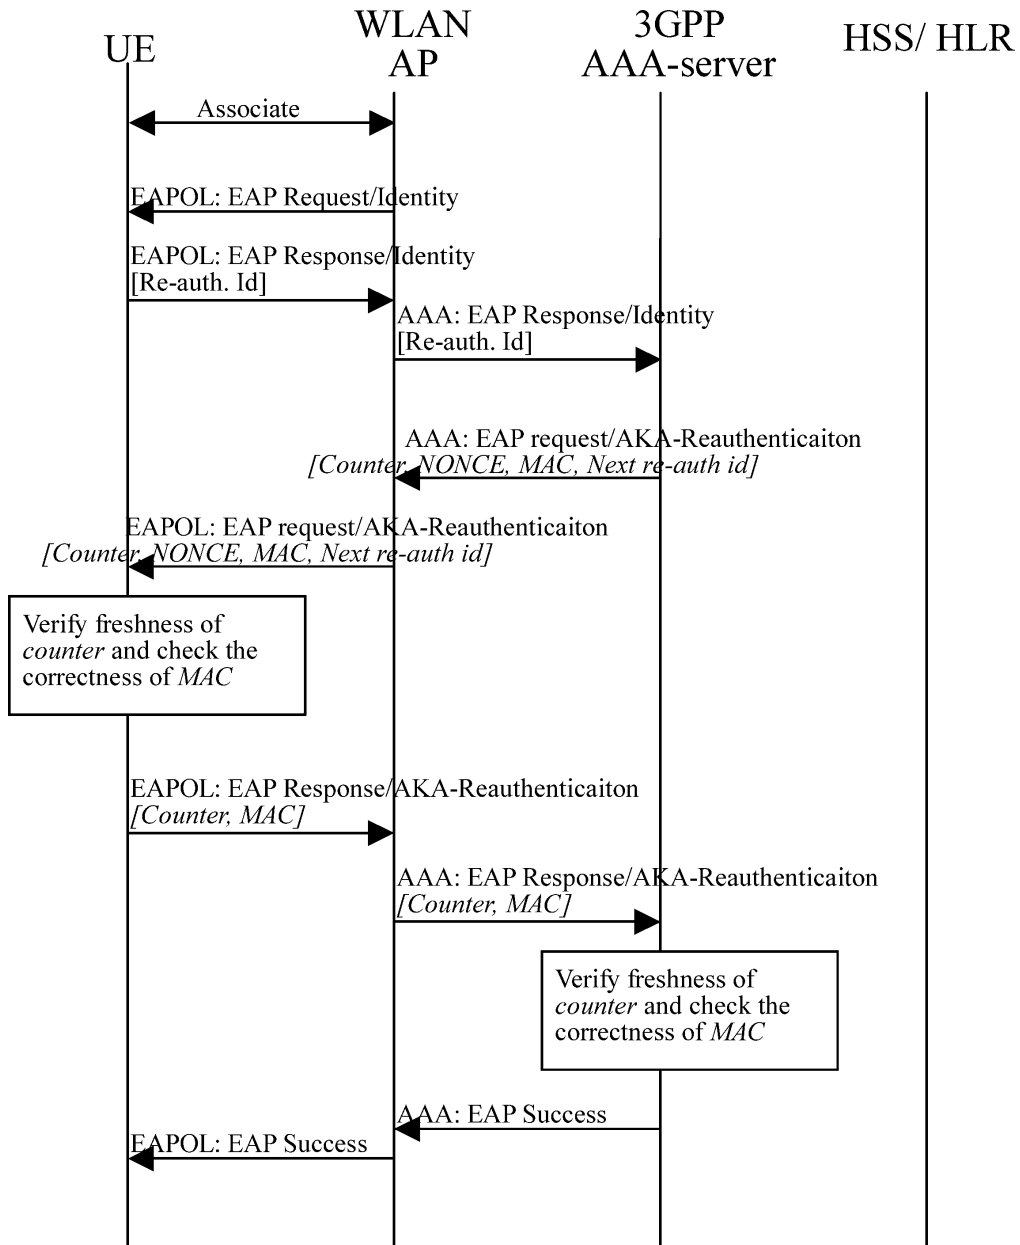 UE
WLAN
AP
3GPP
AAA-server
HSS/ HLR
Associate
EAPOL: EAP Request/Identity
EAPOL: EAP Response/Identity
[Re-auth. Id]
AAA: EAP Response/Identity
[Re-auth. Id]
AAA: EAP request/AKA-Reauthenticaiton
[Counter, NONCE, MAC, Next re-auth id]
EAPOL: EAP request/AKA-Reauthenticaiton
[Counter, NONCE, MAC, Next re-auth id]
Verify freshness of
counter and check the
correctness of MAC
EAPOL: EAP Response/AKA-Reauthenticaiton
[Counter, MAC]
AAA: EAP Response/AKA-Reauthenticaiton
[Counter, MAC]
Verify freshness of
counter and check the
correctness of MAC
AAA: EAP Success
EAPOL: EAP Success